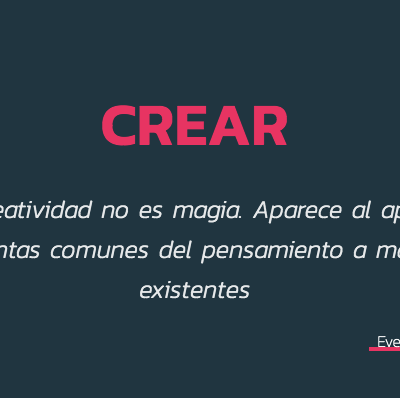 CREAR
eatividad no es magia. Aparece al ap
ntas comunes del pensamiento a m
existentes
Eve